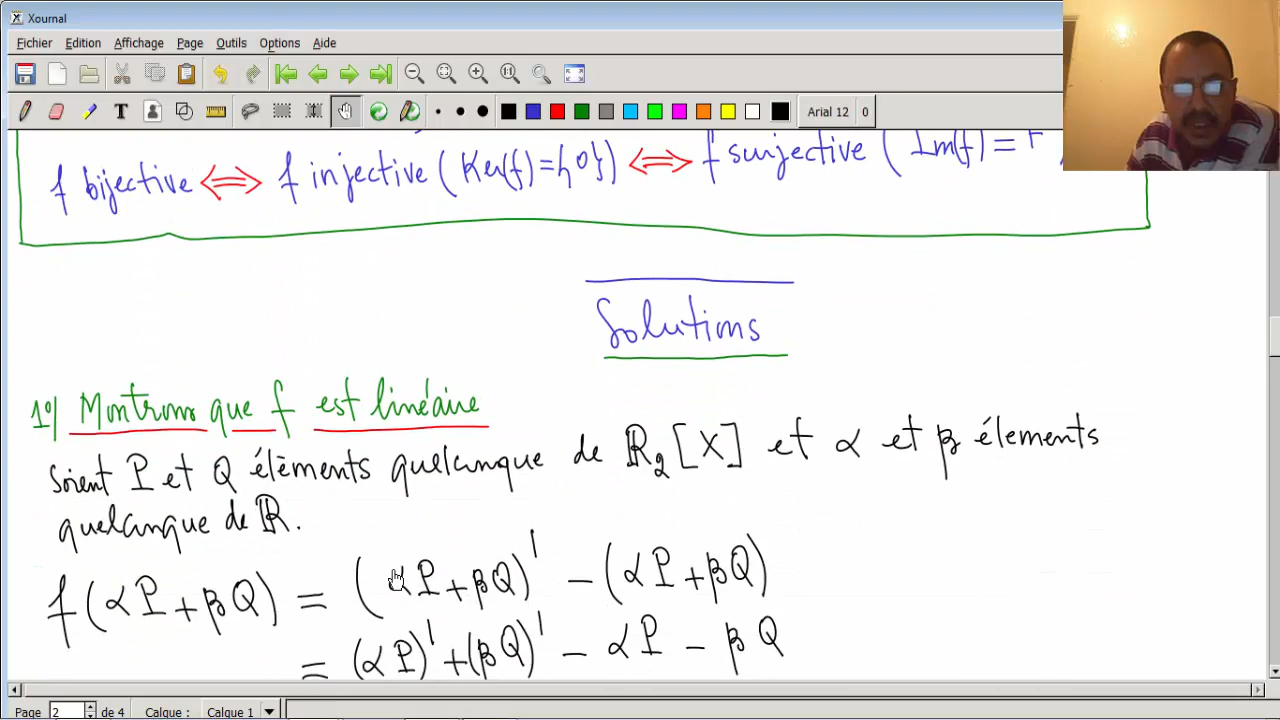 Xournal
Fichier Edition Affichage Page Outils Options Aide
Arial 12 0
f bijective ⟺ f injective (Ker(f)={0}) ⟺ f surjective (Im(f)=F
Solutions
1°/ Montrons que f est linéaire
soient P et Q élèments quelconque de ℝ₂[X] et α et β élements
quelconque de ℝ.
f(αP+βQ) = (αP+βQ)' − (αP+βQ)
= (αP)' + (βQ)' − αP − βQ
Page : 2 de 4 Calque : Calque 1